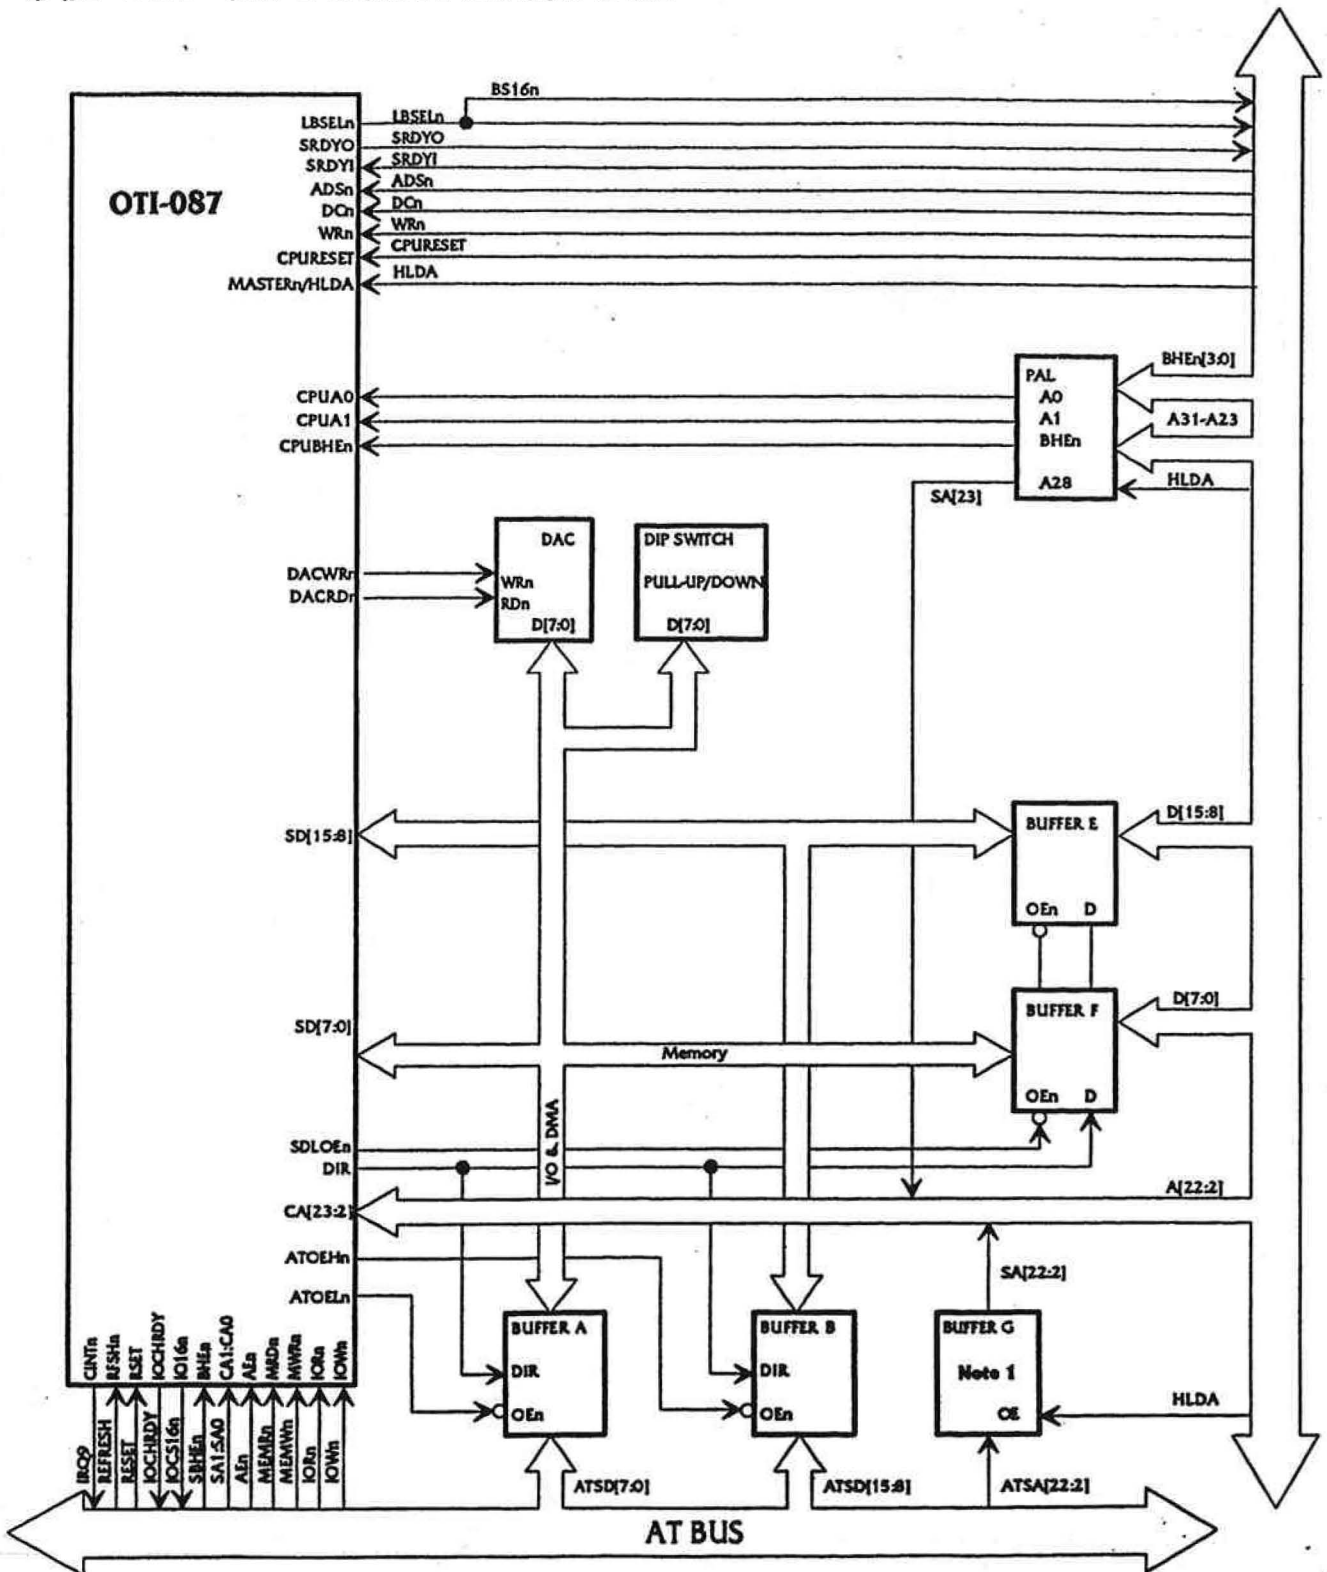 BS16n
LBSELn
LBSELn
SRDYO
SRDYO
SRDYI
SRDYI
ADSn
ADSn
OTI-087
DCn
DCn
WRn
WRn
CPURESET
CPURESET
MASTERn/HLDA
HLDA
BHEn[3:0]
PAL
A0
A1
BHEn
A28
CPUA0
CPUA1
CPUBHEn
A31-A23
HLDA
SA[23]
DAC
WRn
RDn
D[7:0]
DIP SWITCH
PULL-UP/DOWN
D[7:0]
DACWRn
DACRDn
SD[15:8]
BUFFER E
OEn D
D[15:8]
SD[7:0]
Memory
BUFFER F
OEn D
D[7:0]
I/O & DMA
SDLOEn
DIR
CA[23:2]
A[22:2]
ATOEHn
ATOELn
SA[22:2]
BUFFER A
DIR
OEn
BUFFER B
DIR
OEn
BUFFER G
Note 1
OE
HLDA
CINTn
RFSHn
RSET
IOCHRDY
IO16n
BHEn
CA1:CA0
AEn
MRDn
MWRn
IORn
IOWn
IRQ9
REFRESH
RESET
IOCHRDY
IOCS16n
SBHEn
SA1:SA0
AEn
MEMRn
MEMWn
IORn
IOWn
ATSD[7:0]
ATSD[15:8]
ATSA[22:2]
AT BUS